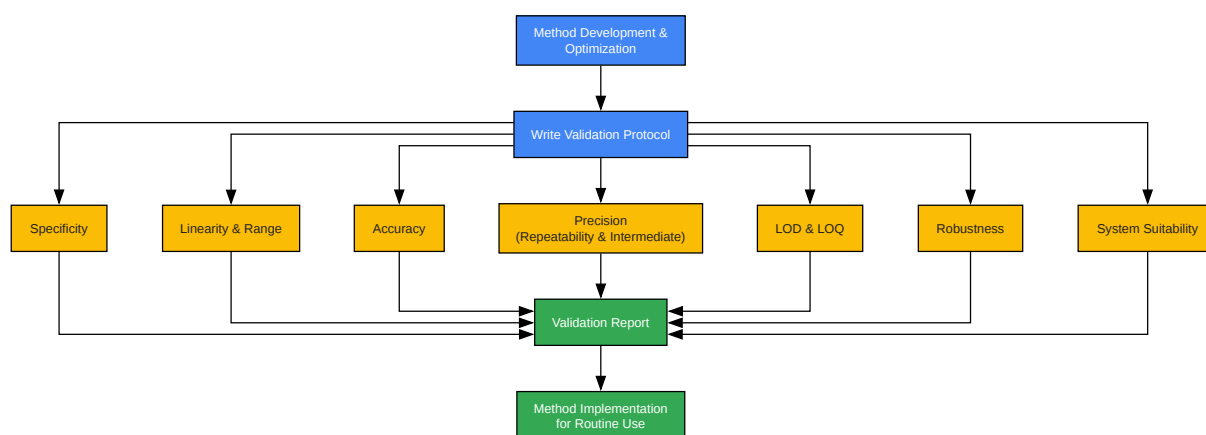 Method Development &
Optimization
Write Validation Protocol
Specificity
Linearity & Range
Accuracy
Precision
(Repeatability & Intermediate)
LOD & LOQ
Robustness
System Suitability
Validation Report
Method Implementation
for Routine Use